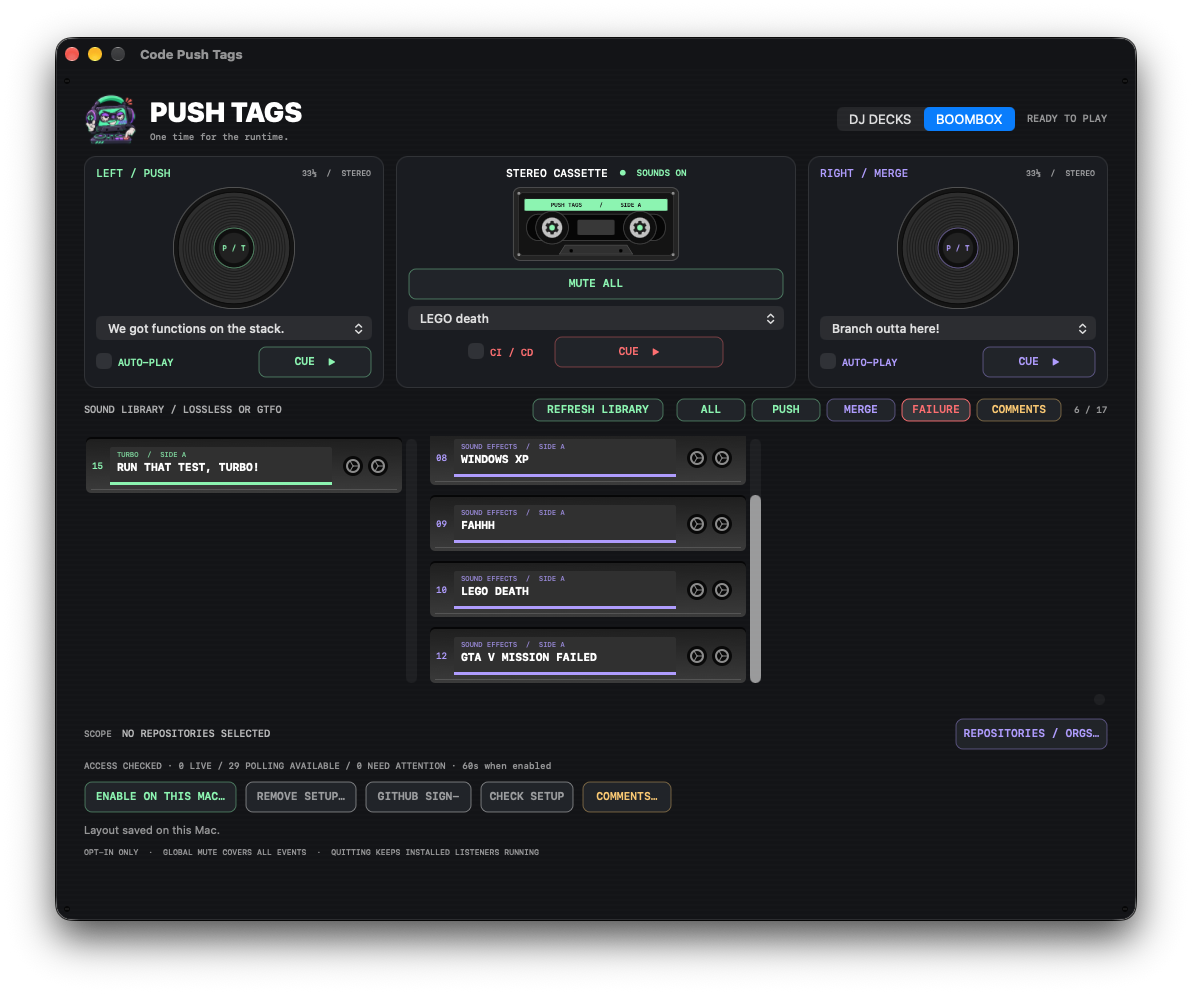 Code Push Tags
PUSH TAGS
One time for the runtime.
DJ DECKS
BOOMBOX
READY TO PLAY
LEFT / PUSH
33⅓ / STEREO
P / T
We got functions on the stack.
AUTO-PLAY
CUE
STEREO CASSETTE
SOUNDS ON
PUSH TAGS / SIDE A
MUTE ALL
LEGO death
CI / CD
CUE
RIGHT / MERGE
33⅓ / STEREO
P / T
Branch outta here!
AUTO-PLAY
CUE
SOUND LIBRARY / LOSSLESS OR GTFO
REFRESH LIBRARY
ALL
PUSH
MERGE
FAILURE
COMMENTS
6 / 17
15
TURBO / SIDE A
RUN THAT TEST, TURBO!
08
SOUND EFFECTS / SIDE A
WINDOWS XP
09
SOUND EFFECTS / SIDE A
FAHHH
10
SOUND EFFECTS / SIDE A
LEGO DEATH
12
SOUND EFFECTS / SIDE A
GTA V MISSION FAILED
SCOPE NO REPOSITORIES SELECTED
REPOSITORIES / ORGS…
ACCESS CHECKED · 0 LIVE / 29 POLLING AVAILABLE / 0 NEED ATTENTION · 60s when enabled
ENABLE ON THIS MAC…
REMOVE SETUP…
GITHUB SIGN-
CHECK SETUP
COMMENTS…
Layout saved on this Mac.
OPT-IN ONLY · GLOBAL MUTE COVERS ALL EVENTS · QUITTING KEEPS INSTALLED LISTENERS RUNNING